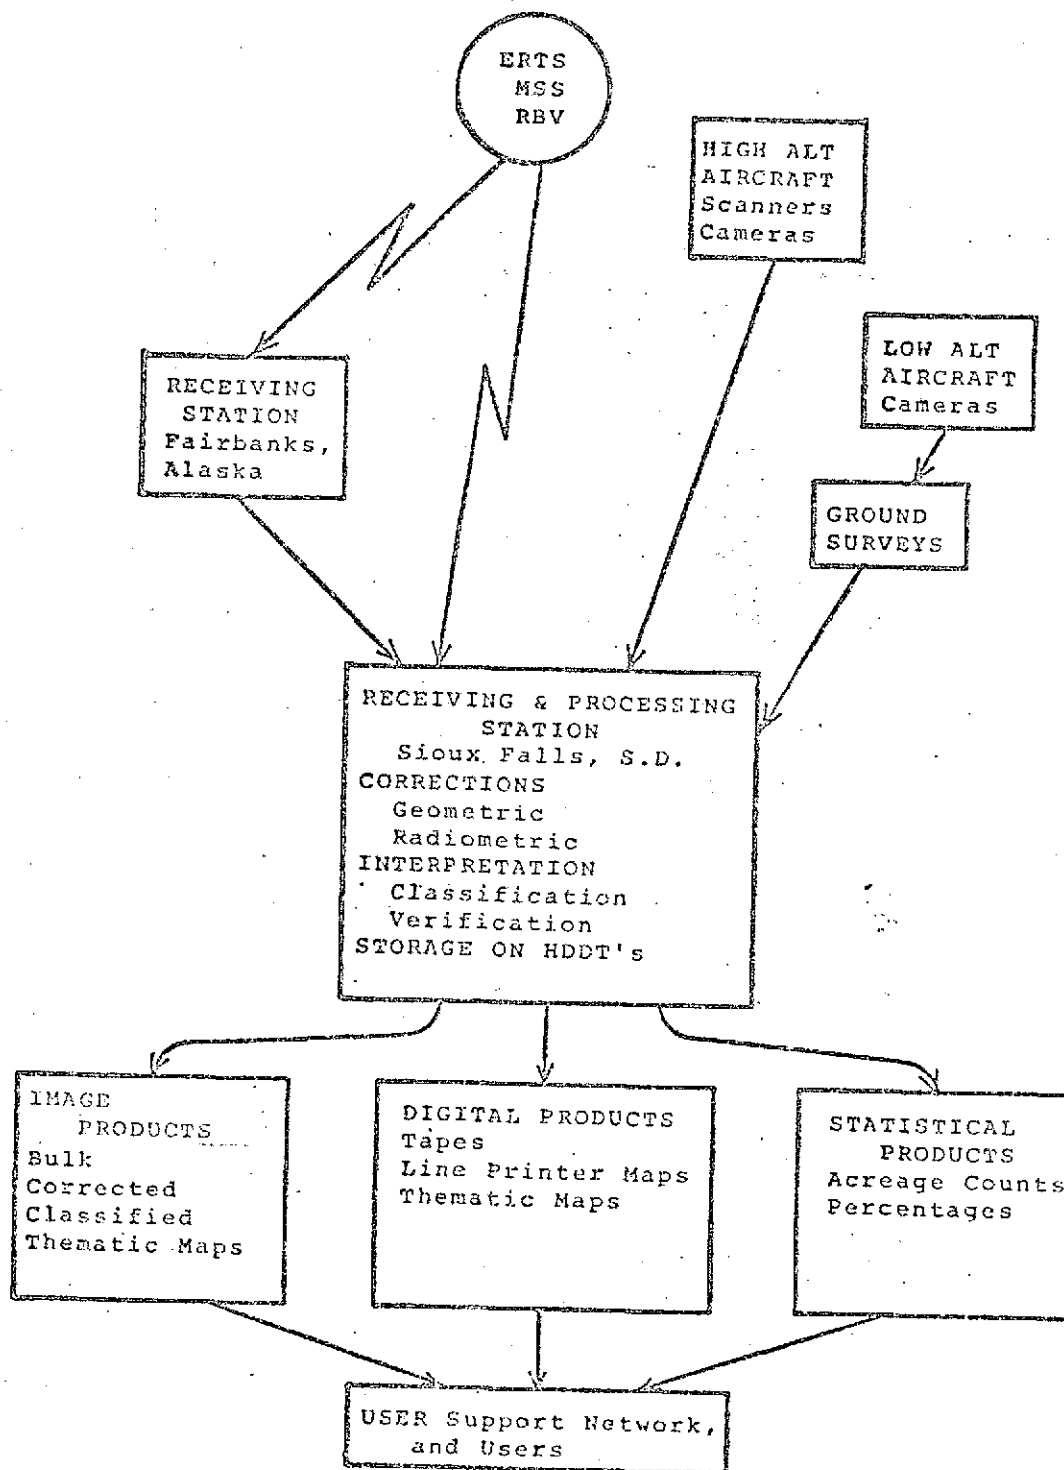 ERTS
MSS
RBV
HIGH ALT
AIRCRAFT
Scanners
Cameras
LOW ALT
AIRCRAFT
Cameras
RECEIVING
STATION
Fairbanks,
Alaska
GROUND
SURVEYS
RECEIVING & PROCESSING
STATION
Sioux Falls, S.D.
CORRECTIONS
Geometric
Radiometric
INTERPRETATION
Classification
Verification
STORAGE ON HDDT's
IMAGE
PRODUCTS
Bulk
Corrected
Classified
Thematic Maps
DIGITAL PRODUCTS
Tapes
Line Printer Maps
Thematic Maps
STATISTICAL
PRODUCTS
Acreage Counts
Percentages
USER Support Network,
and Users